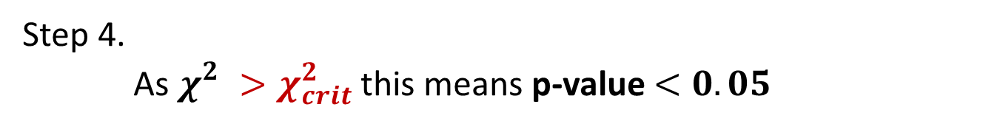 Step 4.
As χ² > χ²crit this means p-value < 0.05